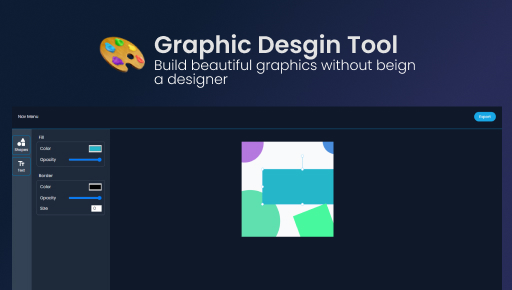 Graphic Desgin Tool
Build beautiful graphics without beign
a designer
Nav Menu
Export
Fill
Shapes
Color
Opacity
Text
Border
Color
Opacity
Size